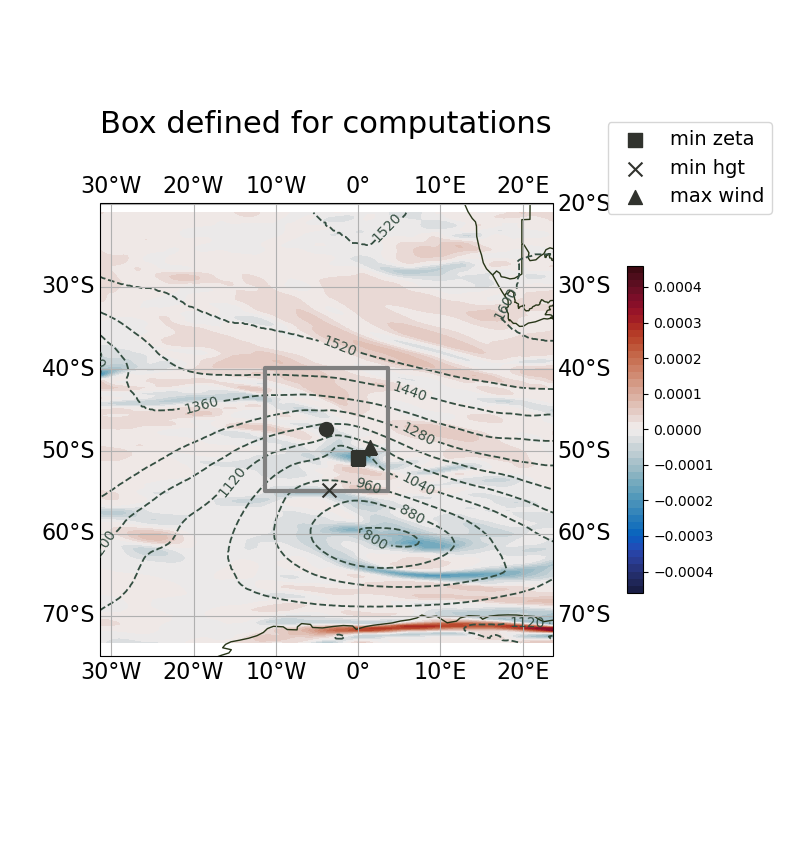 Box defined for computations
min zeta
min hgt
max wind
30°W 20°W 10°W 0° 10°E 20°E
20°S
30°S 30°S
40°S 40°S
50°S 50°S
60°S 60°S
70°S 70°S
30°W 20°W 10°W 0° 10°E 20°E
1520
1600
1520
1440
1360
1280
1120
1040
960
880
800
1120
0.0004
0.0003
0.0002
0.0001
0.0000
−0.0001
−0.0002
−0.0003
−0.0004